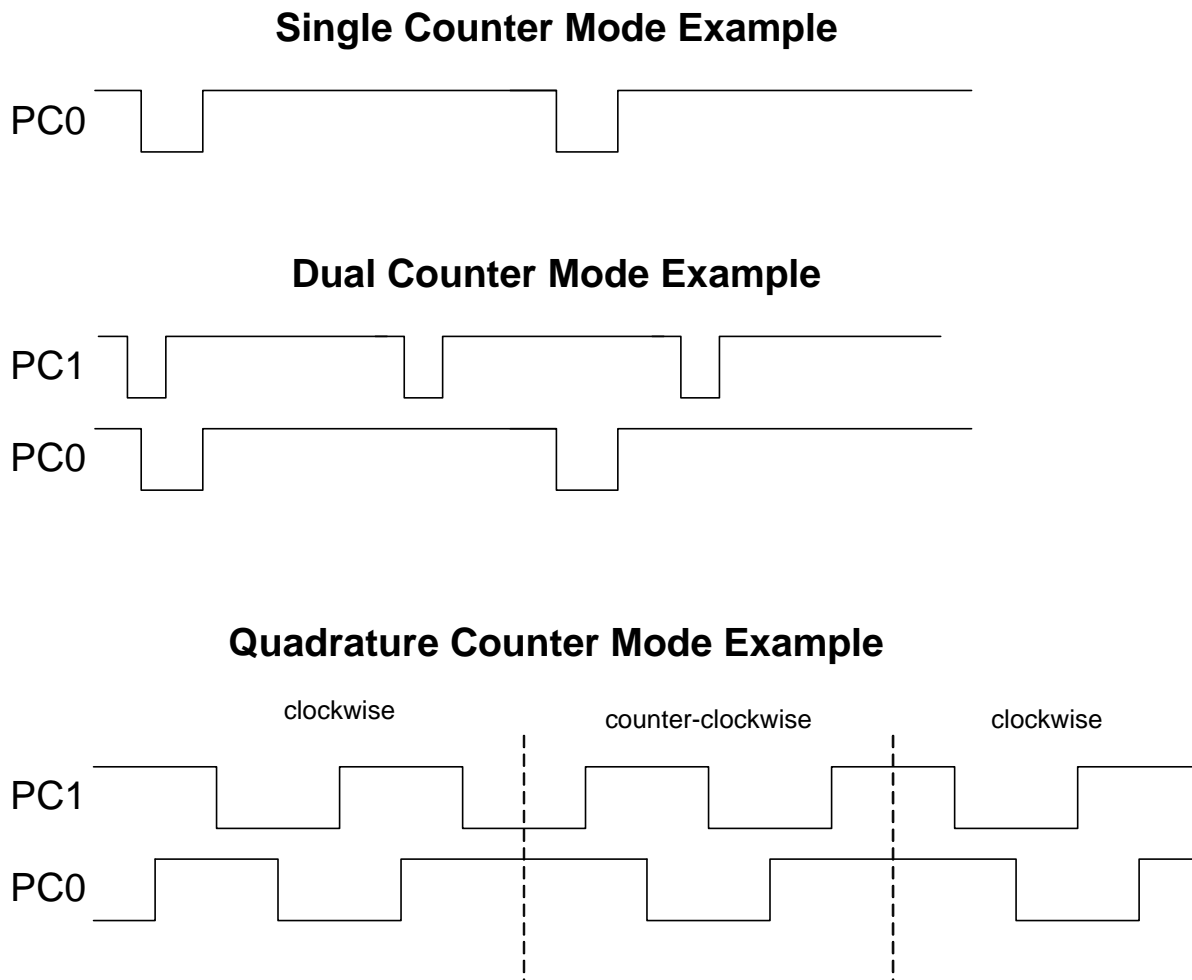 Single Counter Mode Example
PC0
Dual Counter Mode Example
PC1
PC0
Quadrature Counter Mode Example
clockwise
counter-clockwise
clockwise
PC1
PC0